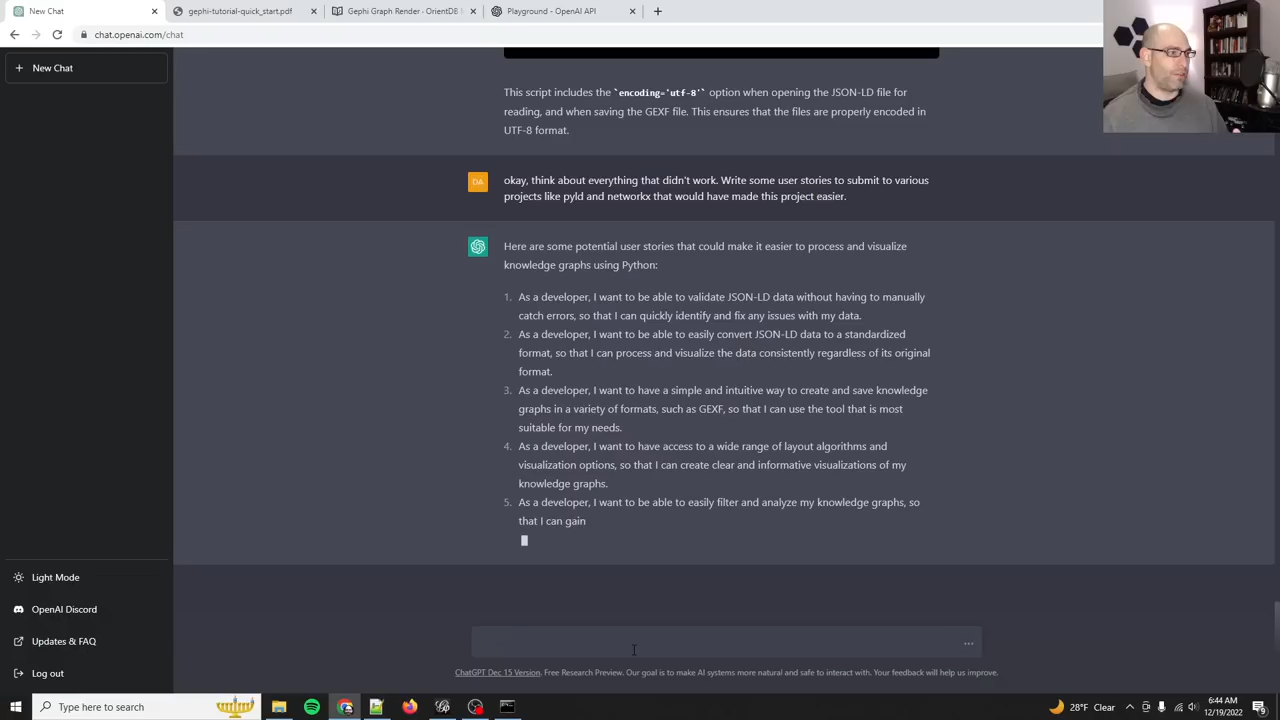 New Chat
gephi-tutorial-quick_start.pdf
Gephi Graph Render - OrientDB
Playground - OpenAI API
chat.openai.com/chat
New Chat
This script includes the `encoding='utf-8'` option when opening the JSON-LD file for
reading, and when saving the GEXF file. This ensures that the files are properly encoded in
UTF-8 format.
DA
okay, think about everything that didn't work. Write some user stories to submit to various
projects like pyld and networkx that would have made this project easier.
Here are some potential user stories that could make it easier to process and visualize
knowledge graphs using Python:
1. As a developer, I want to be able to validate JSON-LD data without having to manually
catch errors, so that I can quickly identify and fix any issues with my data.
2. As a developer, I want to be able to easily convert JSON-LD data to a standardized
format, so that I can process and visualize the data consistently regardless of its original
format.
3. As a developer, I want to have a simple and intuitive way to create and save knowledge
graphs in a variety of formats, such as GEXF, so that I can use the tool that is most
suitable for my needs.
4. As a developer, I want to have access to a wide range of layout algorithms and
visualization options, so that I can create clear and informative visualizations of my
knowledge graphs.
5. As a developer, I want to be able to easily filter and analyze my knowledge graphs, so
that I can gain
Light Mode
OpenAI Discord
Updates & FAQ
Log out
ChatGPT Dec 15 Version. Free Research Preview. Our goal is to make AI systems more natural and safe to interact with. Your feedback will help us improve.
Type here to search
28°F Clear
6:44 AM
12/19/2022